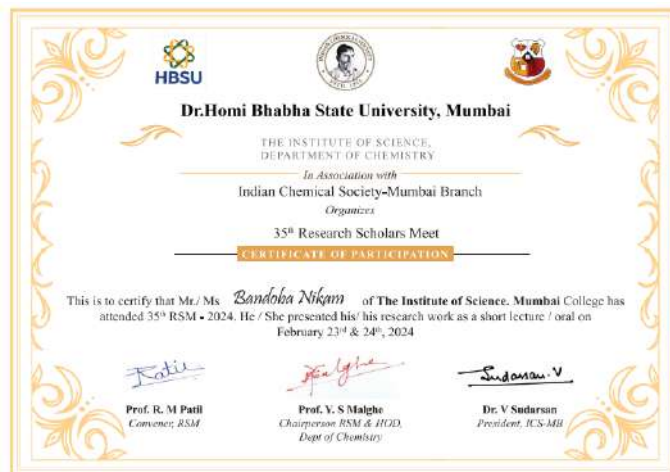 HBSU
Dr.Homi Bhabha State University, Mumbai
THE INSTITUTE OF SCIENCE,
DEPARTMENT OF CHEMISTRY
In Association with
Indian Chemical Society-Mumbai Branch
Organizes
35th Research Scholars Meet
CERTIFICATE OF PARTICIPATION
This is to certify that Mr./ Ms Bandoba Nikam of The Institute of Science. Mumbai College has
attended 35th RSM - 2024. He / She presented his/ his research work as a short lecture / oral on
February 23rd & 24th, 2024
Patil
Sudarsan.V
Prof. R. M Patil
Prof. Y. S Malghe
Dr. V Sudarsan
Convener, RSM
Chairperson RSM & HOD,
President, ICS-MB
Dept of Chemistry